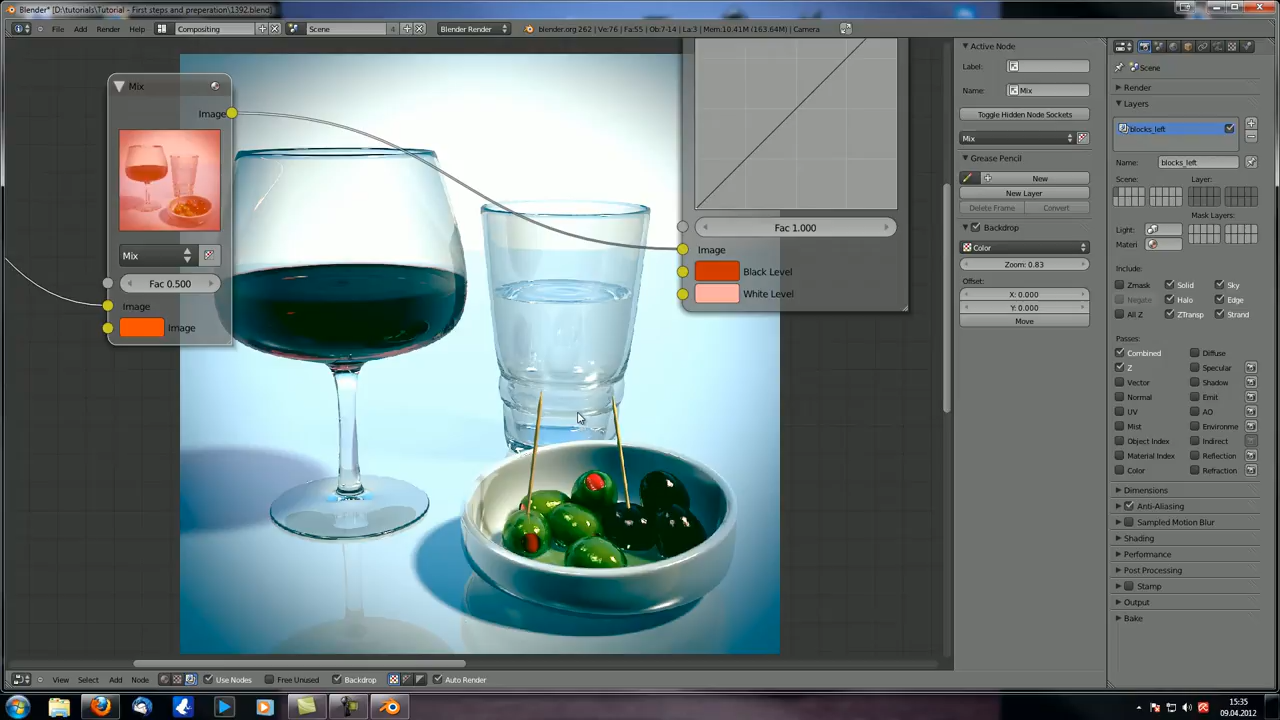 Blender* [D:\tutorials\Tutorial - First steps and preperation\1392.blend]
File Add Render Help Compositing Scene 4 Blender Render blender.org 262 | Ve:76 | Fa:55 | Ob:7-14 | La:3 | Mem:10.41M (163.64M) | Camera
Mix
Image
Mix
Fac 0.500
Image
Image
Fac 1.000
Image
Black Level
White Level
Active Node
Label:
Name: Mix
Toggle Hidden Node Sockets
Mix
Grease Pencil
New
New Layer
Delete Frame Convert
Backdrop
Color
Zoom: 0.83
Offset:
X: 0.000
Y: 0.000
Move
Scene
Render
Layers
blocks_left
Name: blocks_left
Scene: Layer:
Mask Layers:
Light:
Materi
Include:
Zmask Solid Sky
Negate Halo Edge
All Z ZTransp Strand
Passes:
Combined Diffuse
Z Specular
Vector Shadow
Normal Emit
UV AO
Mist Environme
Object Index Indirect
Material Index Reflection
Color Refraction
Dimensions
Anti-Aliasing
Sampled Motion Blur
Shading
Performance
Post Processing
Stamp
Output
Bake
View Select Add Node Use Nodes Free Unused Backdrop Auto Render
15:35
09.04.2012